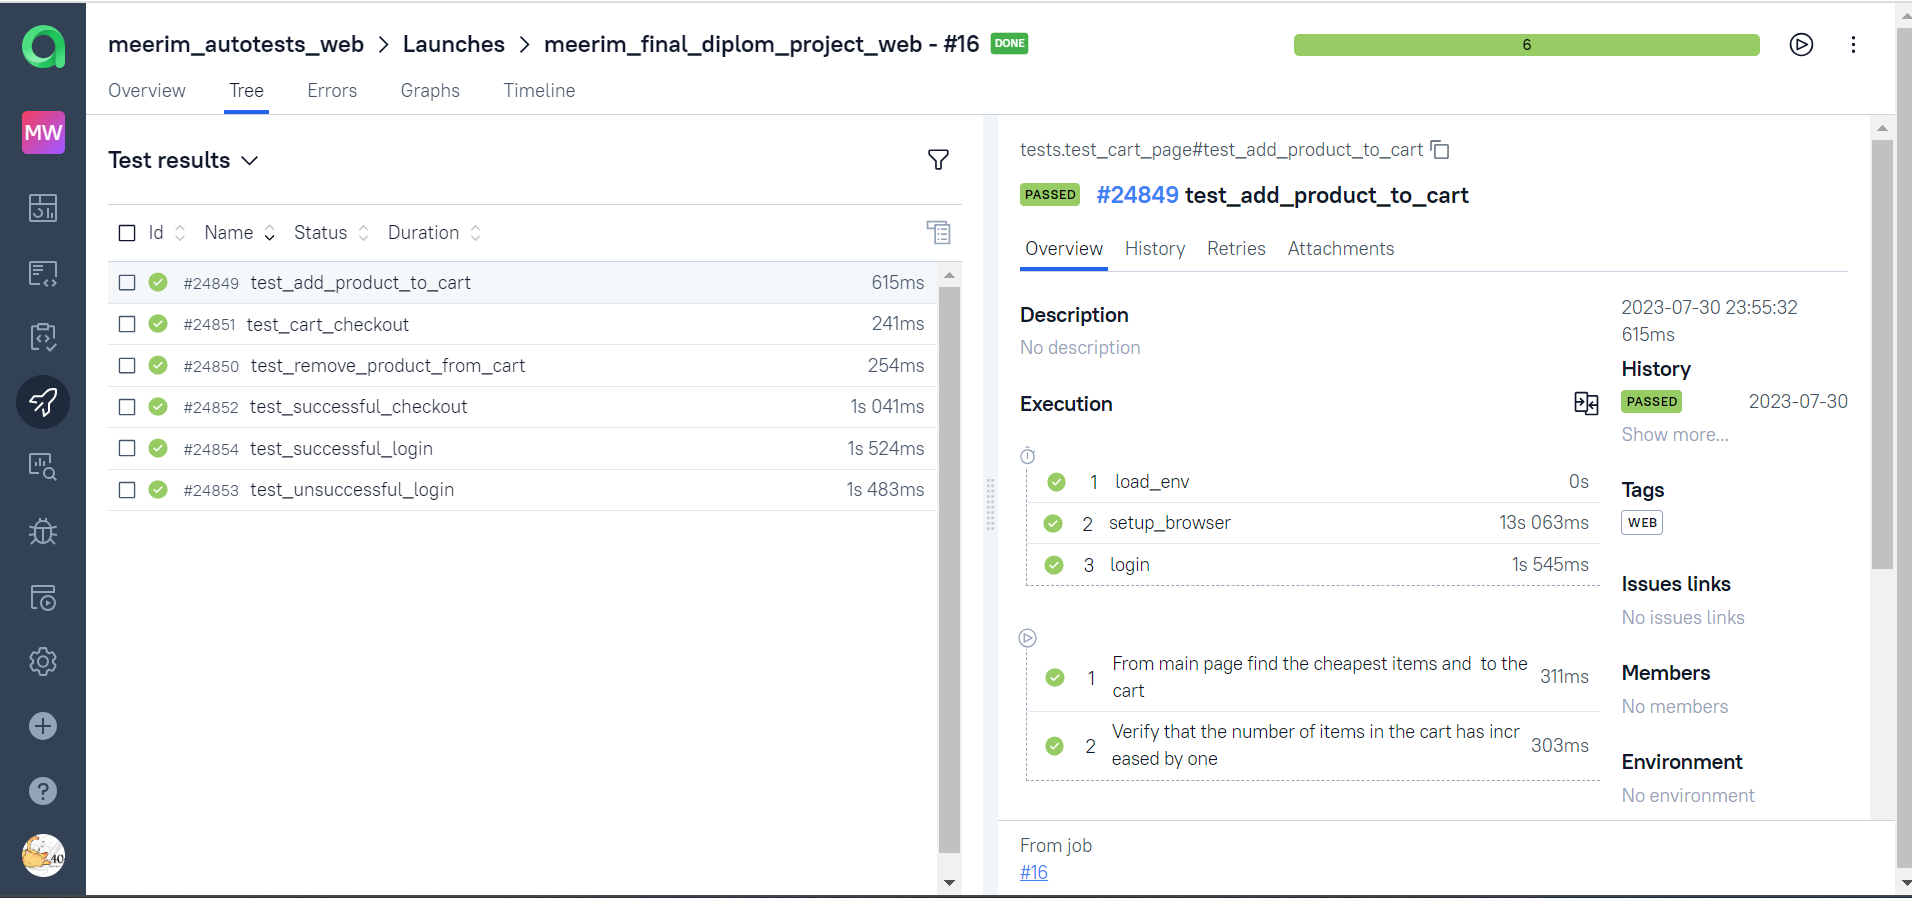 meerim_autotests_web > Launches > meerim_final_diplom_project_web - #16 DONE
6
Overview Tree Errors Graphs Timeline
MW
Test results
Id Name Status Duration
#24849 test_add_product_to_cart 615ms
#24851 test_cart_checkout 241ms
#24850 test_remove_product_from_cart 254ms
#24852 test_successful_checkout 1s 041ms
#24854 test_successful_login 1s 524ms
#24853 test_unsuccessful_login 1s 483ms
tests.test_cart_page#test_add_product_to_cart
PASSED #24849 test_add_product_to_cart
Overview History Retries Attachments
Description
No description
Execution
1 load_env 0s
2 setup_browser 13s 063ms
3 login 1s 545ms
1 From main page find the cheapest items and  to the
cart
311ms
2 Verify that the number of items in the cart has incr
eased by one
303ms
2023-07-30 23:55:32
615ms
History
PASSED 2023-07-30
Show more...
Tags
WEB
Issues links
No issues links
Members
No members
Environment
No environment
From job
#16
40